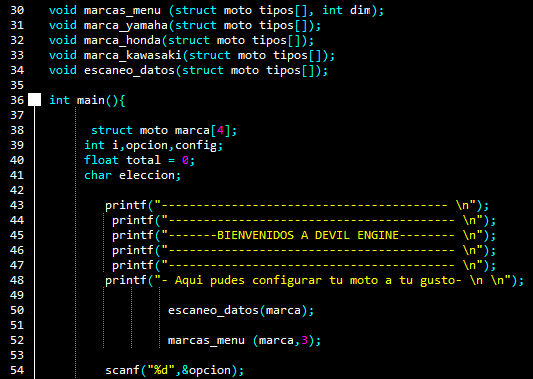 30 void marcas_menu (struct moto tipos[], int dim);
31 void marca_yamaha(struct moto tipos[]);
32 void marca_honda(struct moto tipos[]);
33 void marca_kawasaki(struct moto tipos[]);
34 void escaneo_datos(struct moto tipos[]);
35
36 int main(){
37
38 struct moto marca[4];
39 int i,opcion,config;
40 float total = 0;
41 char eleccion;
42
43 printf("----------------------------------------- \n");
44 printf("----------------------------------------- \n");
45 printf("-------BIENVENIDOS A DEVIL ENGINE-------- \n");
46 printf("----------------------------------------- \n");
47 printf("----------------------------------------- \n");
48 printf("- Aqui pudes configurar tu moto a tu gusto- \n \n");
49
50 escaneo_datos(marca);
51
52 marcas_menu (marca,3);
53
54 scanf("%d",&opcion);